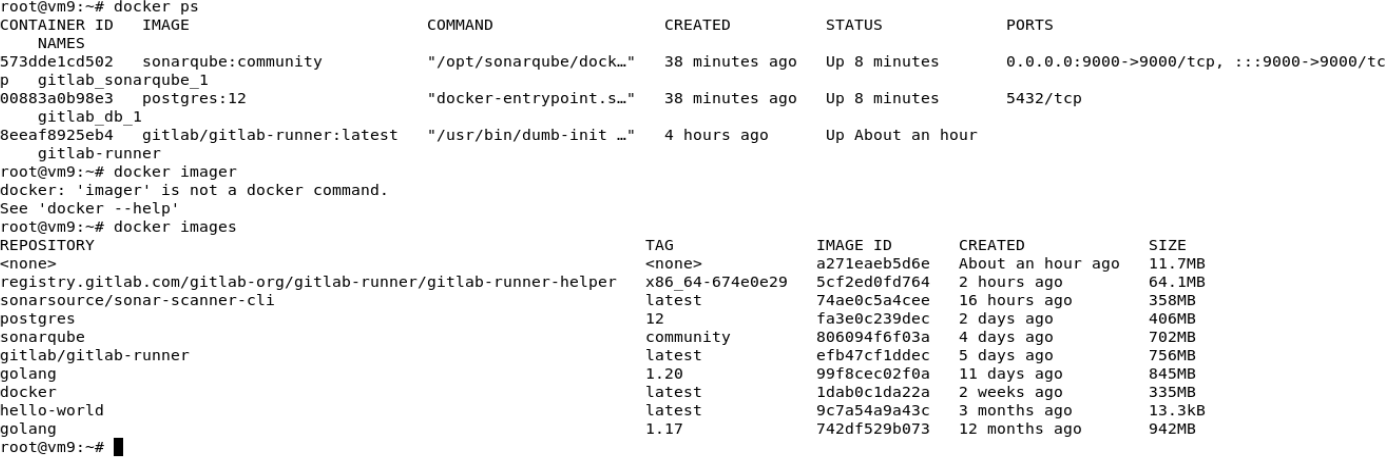 root@vm9:~# docker ps
CONTAINER ID   IMAGE                         COMMAND                  CREATED          STATUS             PORTS
    NAMES
573dde1cd502   sonarqube:community           "/opt/sonarqube/dock…"   38 minutes ago   Up 8 minutes       0.0.0.0:9000->9000/tcp, :::9000->9000/tc
p   gitlab_sonarqube_1
00883a0b98e3   postgres:12                   "docker-entrypoint.s…"   38 minutes ago   Up 8 minutes       5432/tcp
    gitlab_db_1
8eeaf8925eb4   gitlab/gitlab-runner:latest   "/usr/bin/dumb-init …"   4 hours ago      Up About an hour
    gitlab-runner
root@vm9:~# docker imager
docker: 'imager' is not a docker command.
See 'docker --help'
root@vm9:~# docker images
REPOSITORY                                                          TAG               IMAGE ID       CREATED             SIZE
<none>                                                              <none>            a271eaeb5d6e   About an hour ago   11.7MB
registry.gitlab.com/gitlab-org/gitlab-runner/gitlab-runner-helper   x86_64-674e0e29   5cf2ed0fd764   2 hours ago         64.1MB
sonarsource/sonar-scanner-cli                                       latest            74ae0c5a4cee   16 hours ago        358MB
postgres                                                            12                fa3e0c239dec   2 days ago          406MB
sonarqube                                                           community         806094f6f03a   4 days ago          702MB
gitlab/gitlab-runner                                                latest            efb47cf1ddec   5 days ago          756MB
golang                                                              1.20              99f8cec02f0a   11 days ago         845MB
docker                                                              latest            1dab0c1da22a   2 weeks ago         335MB
hello-world                                                         latest            9c7a54a9a43c   3 months ago        13.3kB
golang                                                              1.17              742df529b073   12 months ago       942MB
root@vm9:~#